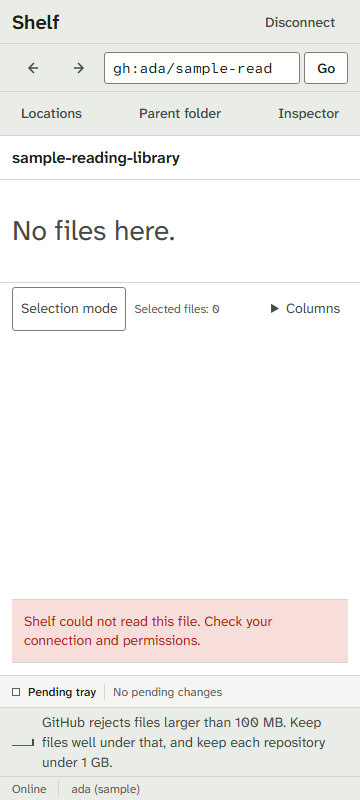 Shelf
Disconnect
gh:ada/sample-read
Go
Locations
Parent folder
Inspector
sample-reading-library
No files here.
Selection mode
Selected files: 0
Columns
Shelf could not read this file. Check your
connection and permissions.
Pending tray
No pending changes
GitHub rejects files larger than 100 MB. Keep
files well under that, and keep each repository
under 1 GB.
Online
ada (sample)